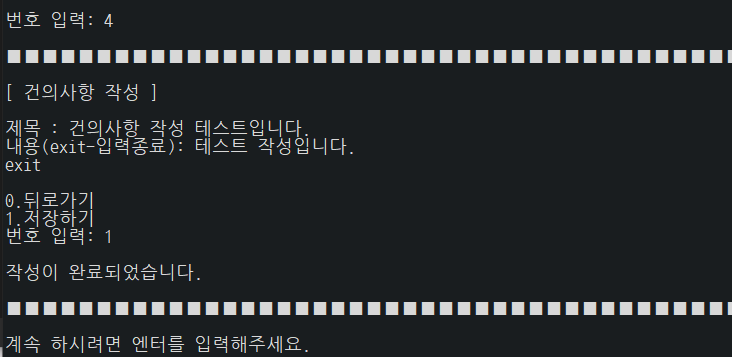 번호 입력: 4
■■■■■■■■■■■■■■■■■■■■■■■■■■■■■■■■■■■■■■■■■
[ 건의사항 작성 ]
제목 : 건의사항 작성 테스트입니다.
내용(exit-입력종료): 테스트 작성입니다.
exit
0.뒤로가기
1.저장하기
번호 입력: 1
작성이 완료되었습니다.
■■■■■■■■■■■■■■■■■■■■■■■■■■■■■■■■■■■■■■■■■
계속 하시려면 엔터를 입력해주세요.